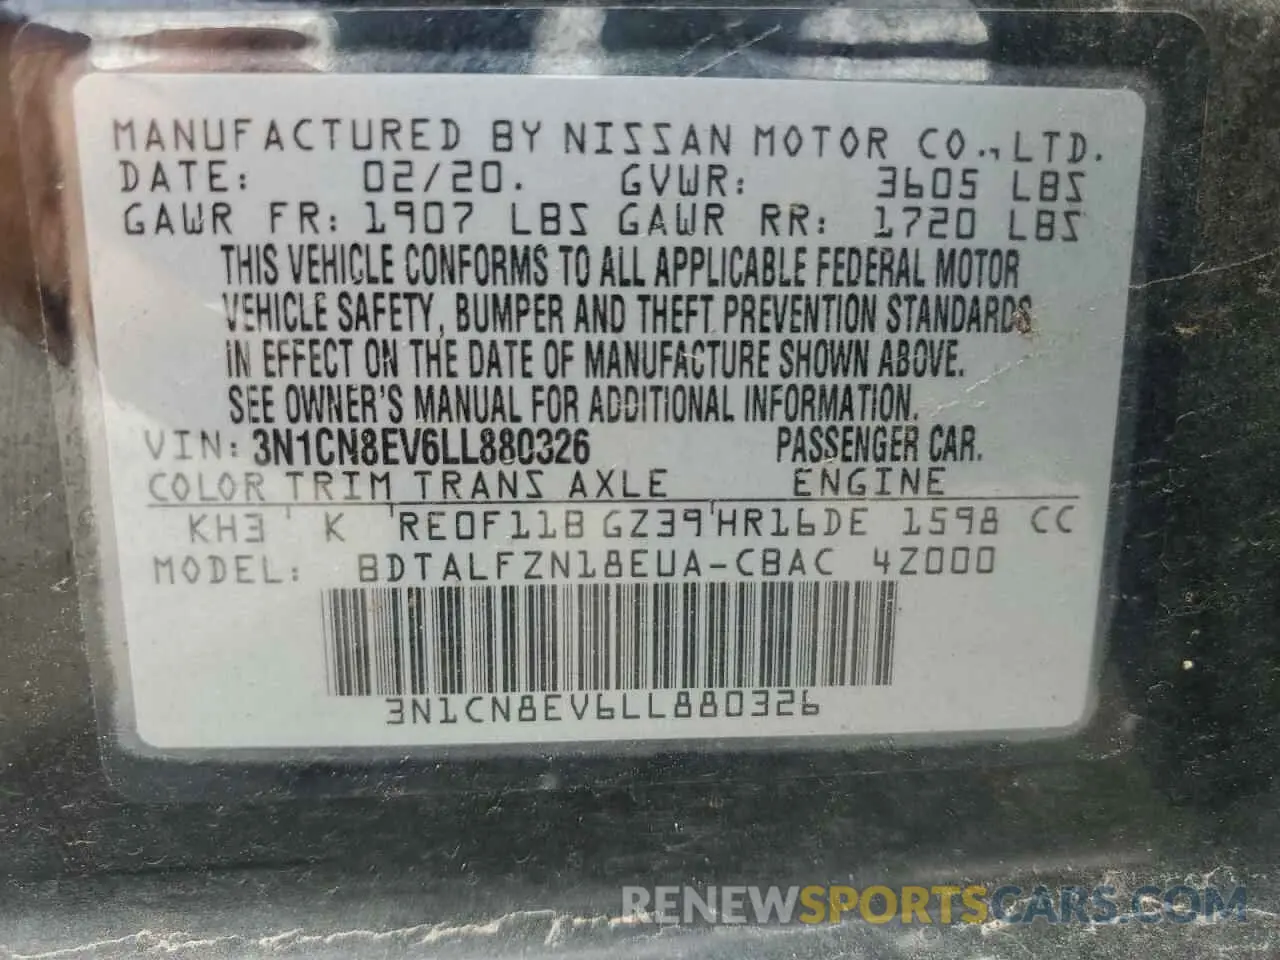 MANUFACTURED BY NISSAN MOTOR CO., LTD.
DATE: 02/20. GVWR: 3605 LBS
GAWR FR: 1907 LBS GAWR RR: 1720 LBS
THIS VEHICLE CONFORMS TO ALL APPLICABLE FEDERAL MOTOR
VEHICLE SAFETY, BUMPER AND THEFT PREVENTION STANDARDS
IN EFFECT ON THE DATE OF MANUFACTURE SHOWN ABOVE.
SEE OWNER'S MANUAL FOR ADDITIONAL INFORMATION.
VIN: 3N1CN8EV6LL880326 PASSENGER CAR.
COLOR TRIM TRANS AXLE ENGINE
KH3 ' K 'RE0F11B GZ39'HR16DE 1598 CC
MODEL: BDTALFZN18EUA-CBAC 4Z000
3N1CN8EV6LL880326
RENEWSPORTSCARS.COM